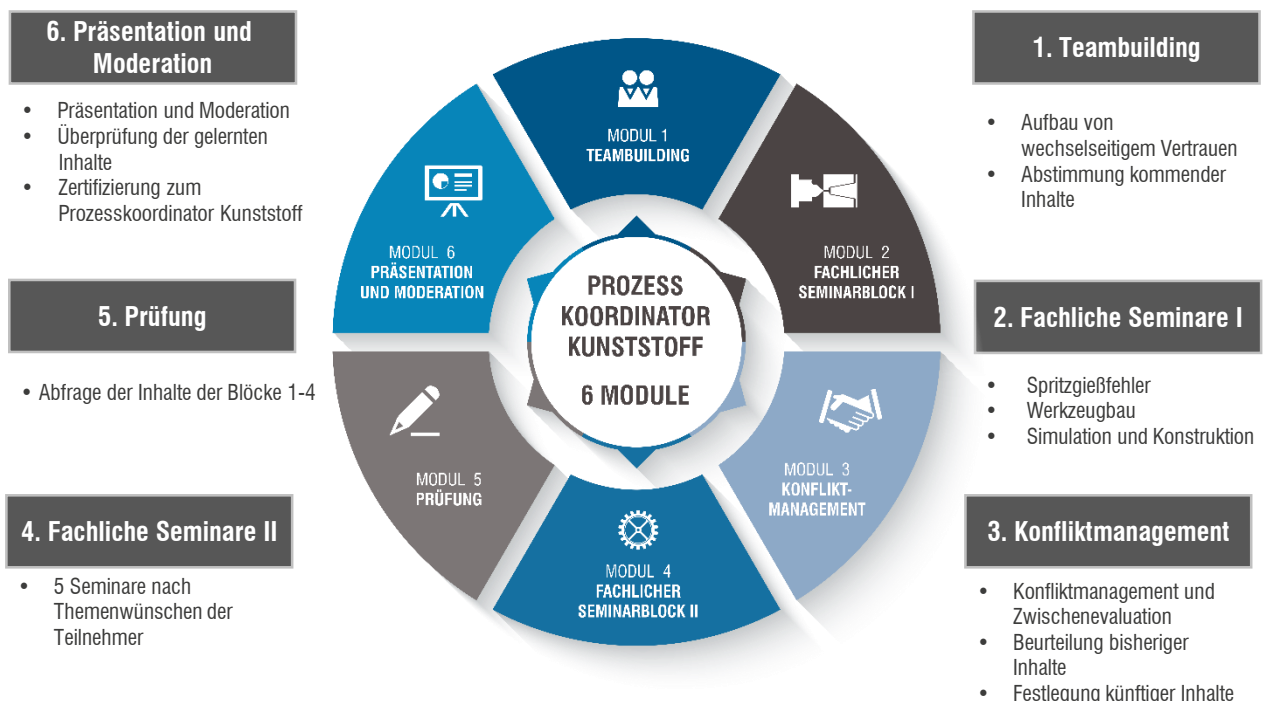 6. Präsentation und
Moderation
• Präsentation und Moderation
• Überprüfung der gelernten
Inhalte
• Zertifizierung zum
Prozesskoordinator Kunststoff
5. Prüfung
• Abfrage der Inhalte der Blöcke 1-4
4. Fachliche Seminare II
• 5 Seminare nach
Themenwünschen der
Teilnehmer
MODUL 1
TEAMBUILDING
MODUL 2
FACHLICHER
SEMINARBLOCK I
MODUL 3
KONFLIKT-
MANAGEMENT
MODUL 4
FACHLICHER
SEMINARBLOCK II
MODUL 5
PRÜFUNG
MODUL 6
PRÄSENTATION
UND MODERATION
PROZESS
KOORDINATOR
KUNSTSTOFF
6 MODULE
1. Teambuilding
• Aufbau von
wechselseitigem Vertrauen
• Abstimmung kommender
Inhalte
2. Fachliche Seminare I
• Spritzgießfehler
• Werkzeugbau
• Simulation und Konstruktion
3. Konfliktmanagement
• Konfliktmanagement und
Zwischenevaluation
• Beurteilung bisheriger
Inhalte
• Festlegung künftiger Inhalte